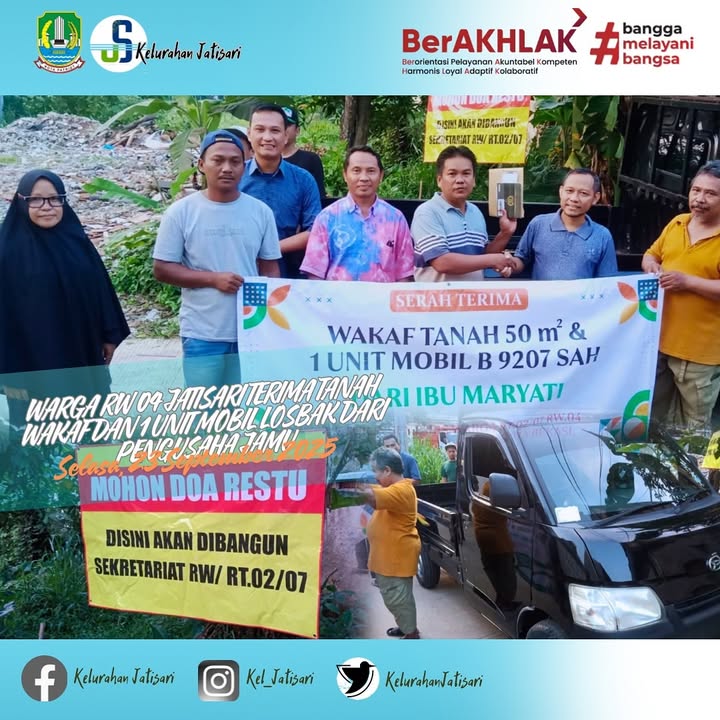 KOTA BEKASI
Kelurahan Jatisari
BerAKHLAK
Berorientasi Pelayanan Akuntabel Kompeten
Harmonis Loyal Adaptif Kolaboratif
#bangga
melayani
bangsa
MOHON DOA RESTU
DISINI AKAN DIBANGUN
SEKRETARIAT RW/ RT.02/07
SERAH TERIMA
WAKAF TANAH 50 m² &
1 UNIT MOBIL B 9207 SAH
RI IBU MARYATI
WARGA RW 04 JATISARI TERIMA TANAH
WAKAF DAN 1 UNIT MOBIL LOSBAK DARI
PENGUSAHA JAMU
Selasa, 23 September 2025
MOHON DOA RESTU
DISINI AKAN DIBANGUN
SEKRETARIAT RW/ RT.02/07
Kelurahan Jatisari
Kel_Jatisari
KelurahanJatisari